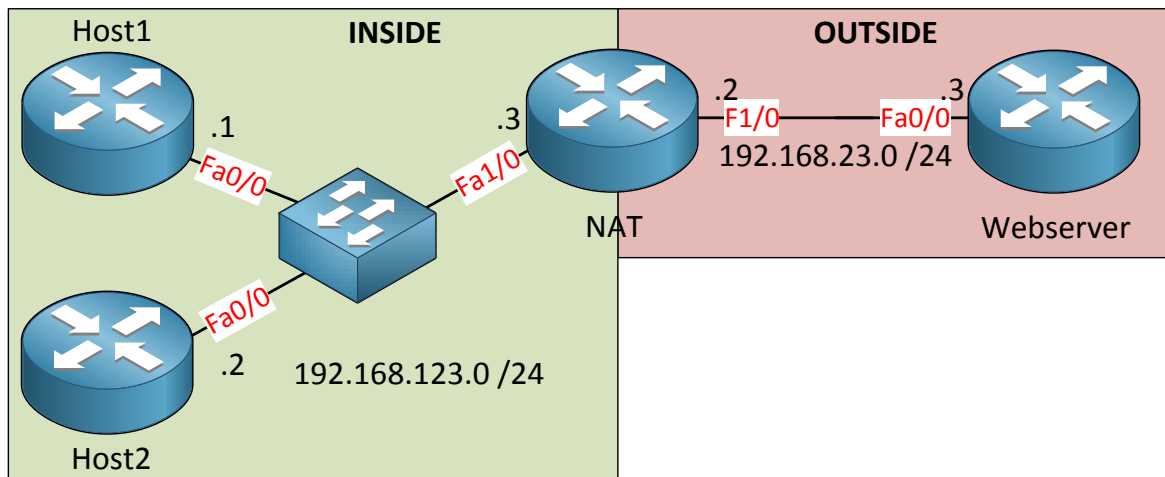 Host1
INSIDE
OUTSIDE
.1
Fa0/0
.3
Fa1/0
.2
F1/0
Fa0/0
.3
192.168.23.0 /24
NAT
Webserver
Fa0/0
.2
192.168.123.0 /24
Host2